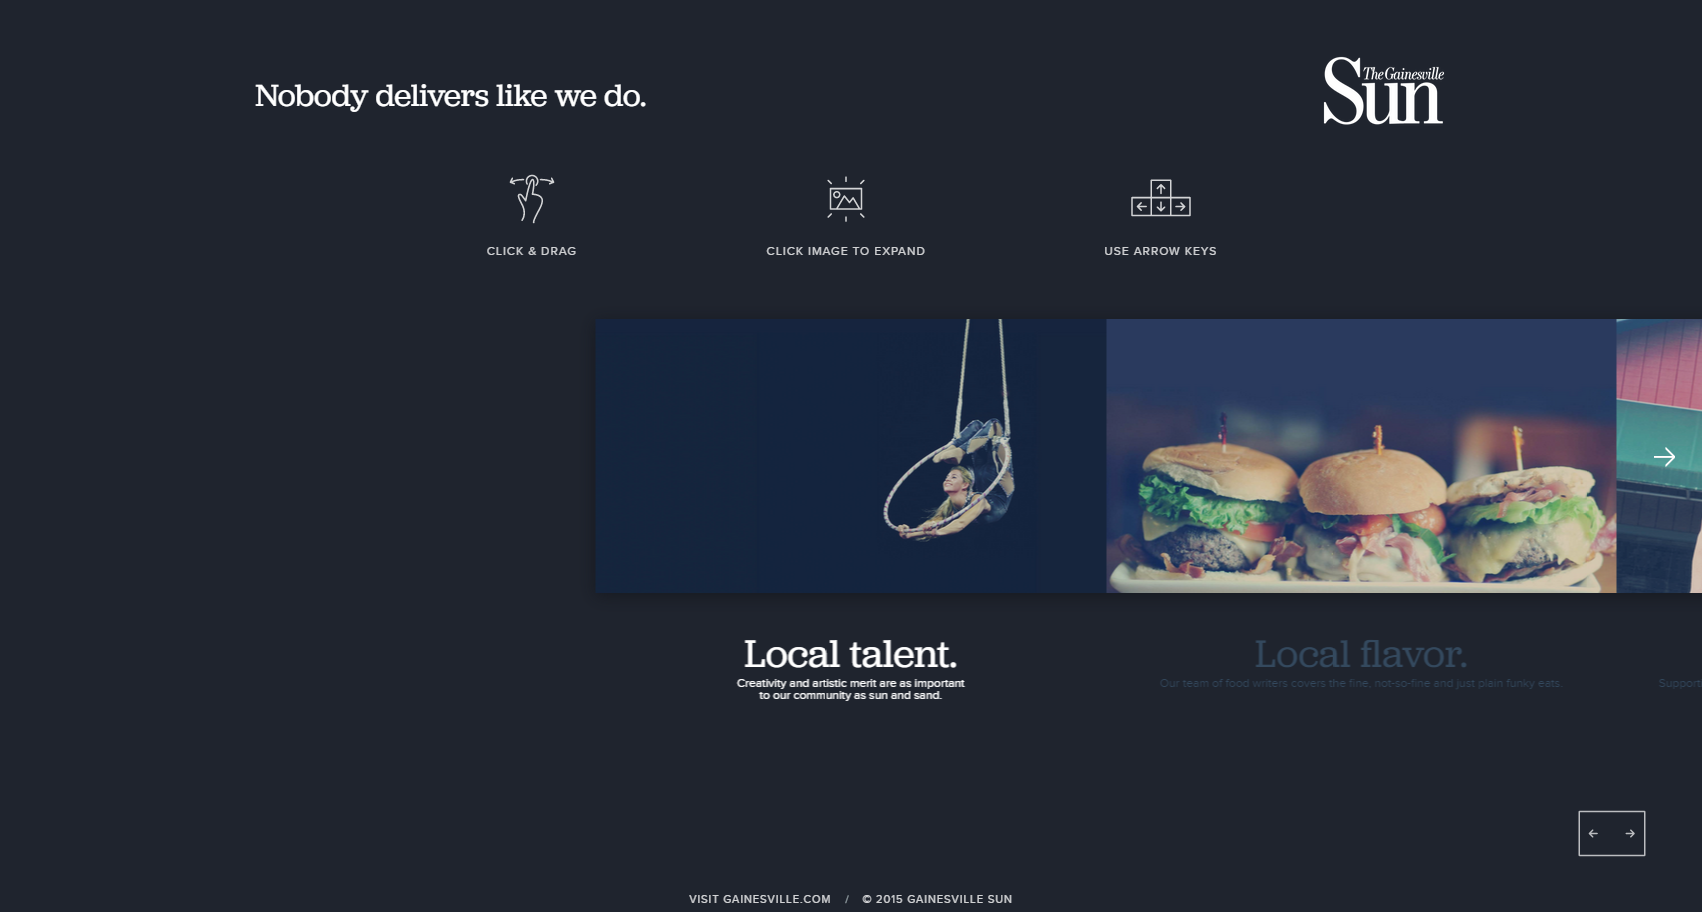 Nobody delivers like we do.
The Gainesville
Sun
CLICK & DRAG
CLICK IMAGE TO EXPAND
USE ARROW KEYS
Local talent.
Creativity and artistic merit are as important
to our community as sun and sand.
Local flavor.
Our team of food writers covers the fine, not-so-fine and just plain funky eats.
Support
VISIT GAINESVILLE.COM / © 2015 GAINESVILLE SUN